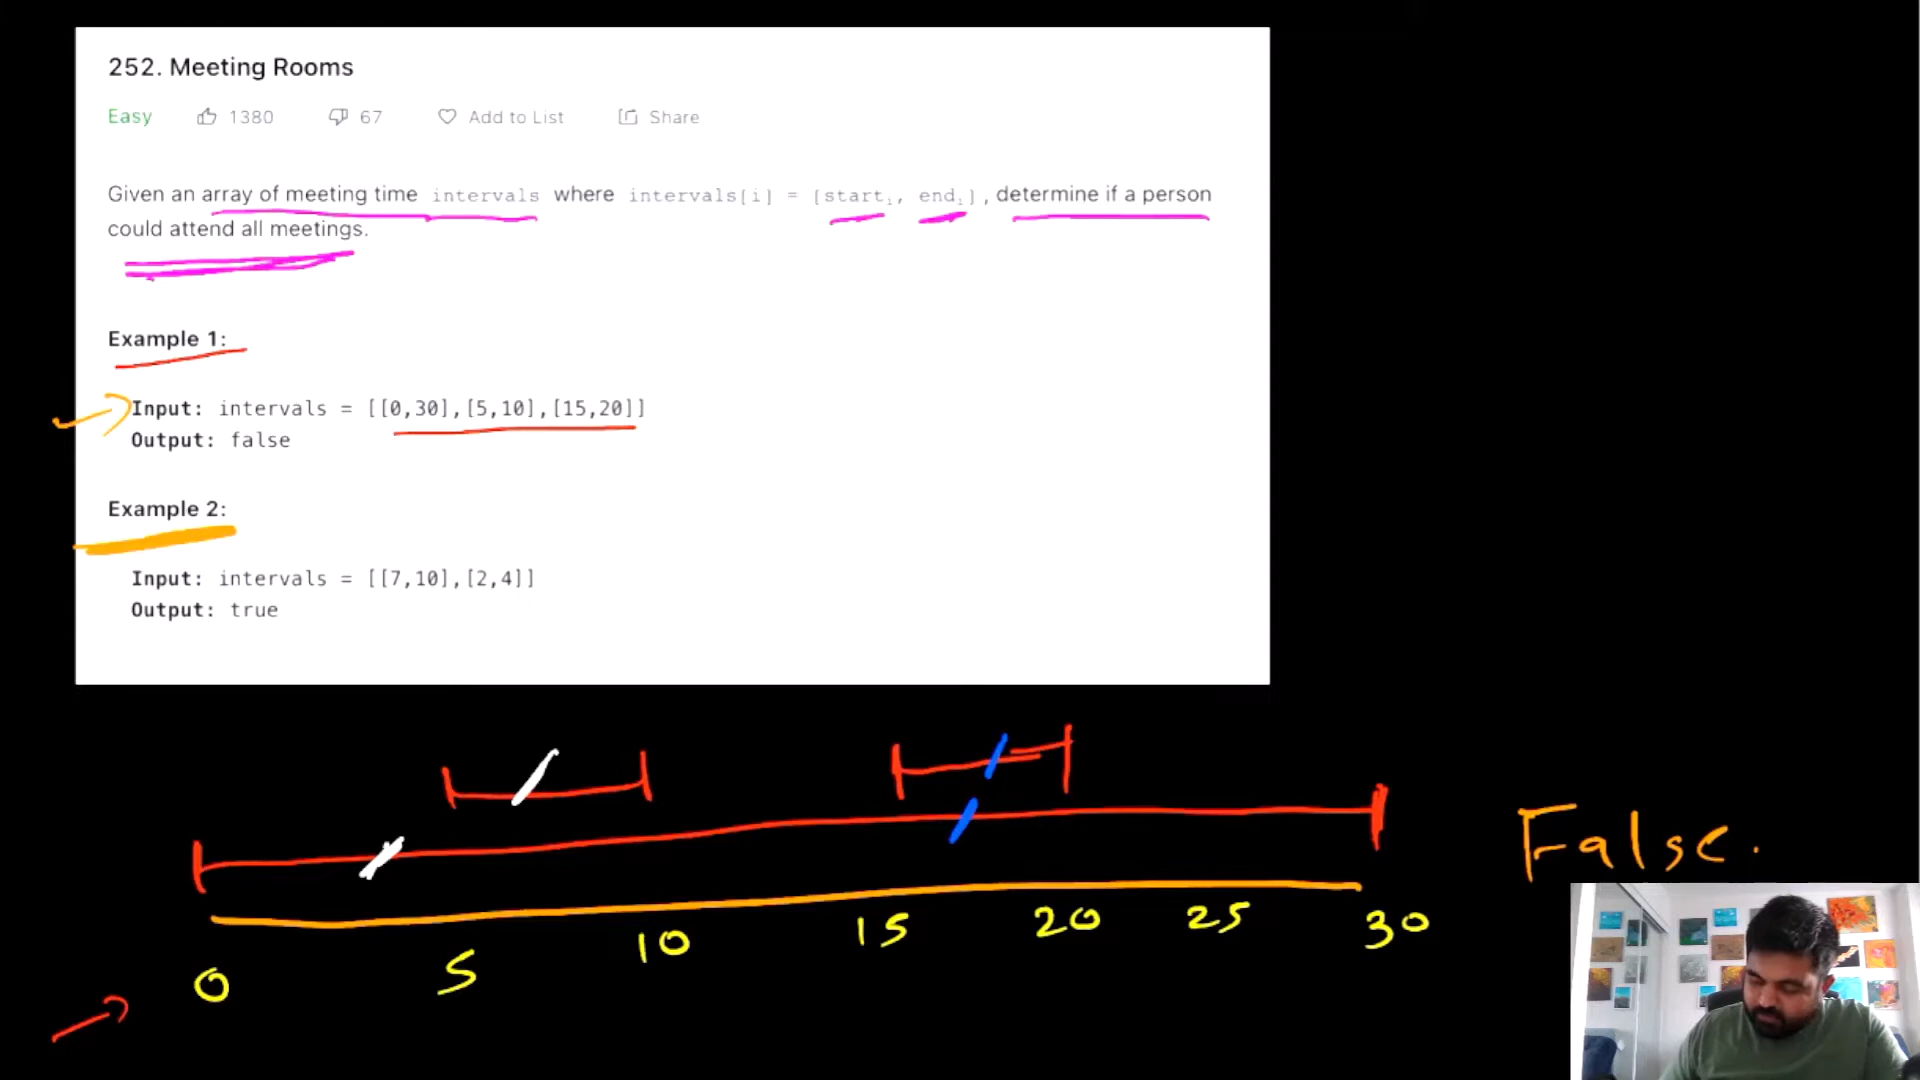 252. Meeting Rooms
Easy 1380 67 Add to List Share
Given an array of meeting time intervals where intervals[i] = [starti, endi], determine if a person
could attend all meetings.
Example 1:
Input: intervals = [[0,30],[5,10],[15,20]]
Output: false
Example 2:
Input: intervals = [[7,10],[2,4]]
Output: true
False.
0 5 10 15 20 25 30